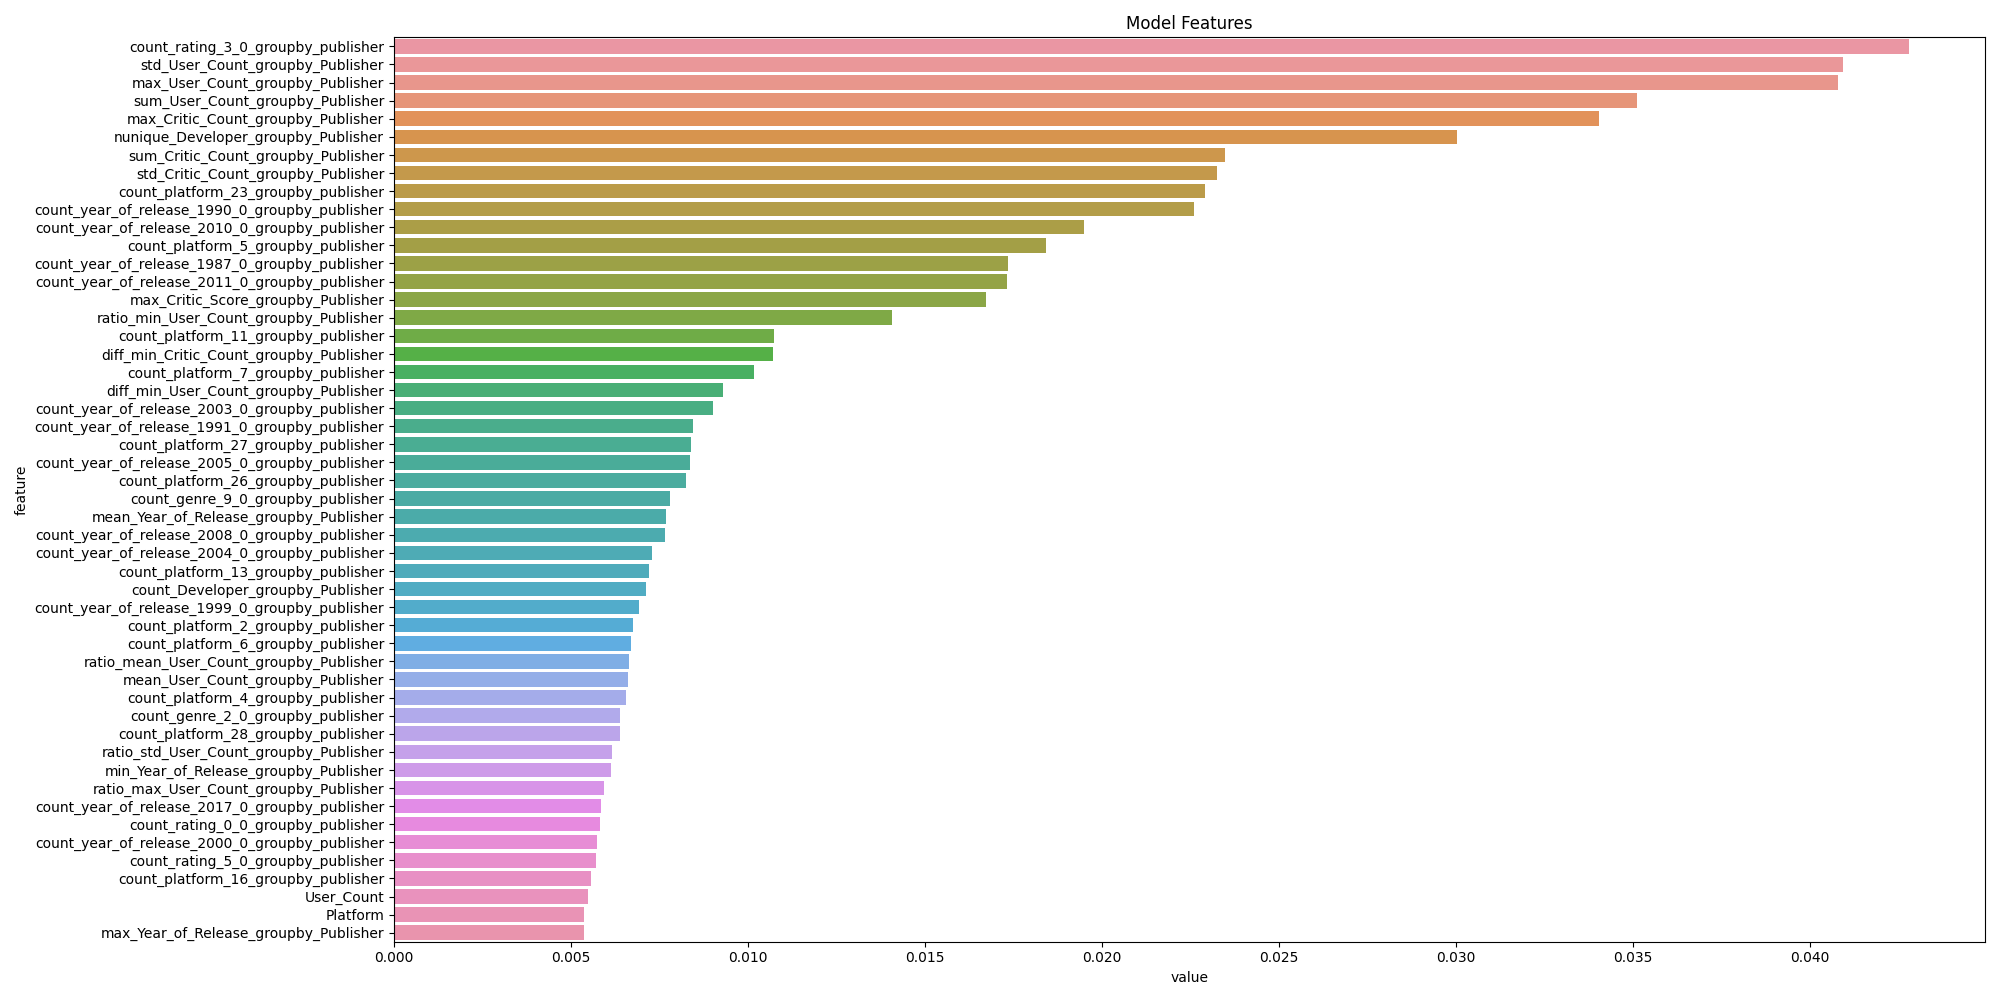 Model Features
count_rating_3_0_groupby_publisher
std_User_Count_groupby_Publisher
max_User_Count_groupby_Publisher
sum_User_Count_groupby_Publisher
max_Critic_Count_groupby_Publisher
nunique_Developer_groupby_Publisher
sum_Critic_Count_groupby_Publisher
std_Critic_Count_groupby_Publisher
count_platform_23_groupby_publisher
count_year_of_release_1990_0_groupby_publisher
count_year_of_release_2010_0_groupby_publisher
count_platform_5_groupby_publisher
count_year_of_release_1987_0_groupby_publisher
count_year_of_release_2011_0_groupby_publisher
max_Critic_Score_groupby_Publisher
ratio_min_User_Count_groupby_Publisher
count_platform_11_groupby_publisher
diff_min_Critic_Count_groupby_Publisher
count_platform_7_groupby_publisher
diff_min_User_Count_groupby_Publisher
count_year_of_release_2003_0_groupby_publisher
count_year_of_release_1991_0_groupby_publisher
count_platform_27_groupby_publisher
count_year_of_release_2005_0_groupby_publisher
count_platform_26_groupby_publisher
count_genre_9_0_groupby_publisher
mean_Year_of_Release_groupby_Publisher
count_year_of_release_2008_0_groupby_publisher
count_year_of_release_2004_0_groupby_publisher
count_platform_13_groupby_publisher
count_Developer_groupby_Publisher
count_year_of_release_1999_0_groupby_publisher
count_platform_2_groupby_publisher
count_platform_6_groupby_publisher
ratio_mean_User_Count_groupby_Publisher
mean_User_Count_groupby_Publisher
count_platform_4_groupby_publisher
count_genre_2_0_groupby_publisher
count_platform_28_groupby_publisher
ratio_std_User_Count_groupby_Publisher
min_Year_of_Release_groupby_Publisher
ratio_max_User_Count_groupby_Publisher
count_year_of_release_2017_0_groupby_publisher
count_rating_0_0_groupby_publisher
count_year_of_release_2000_0_groupby_publisher
count_rating_5_0_groupby_publisher
count_platform_16_groupby_publisher
User_Count
Platform
max_Year_of_Release_groupby_Publisher
feature
0.000 0.005 0.010 0.015 0.020 0.025 0.030 0.035 0.040
value